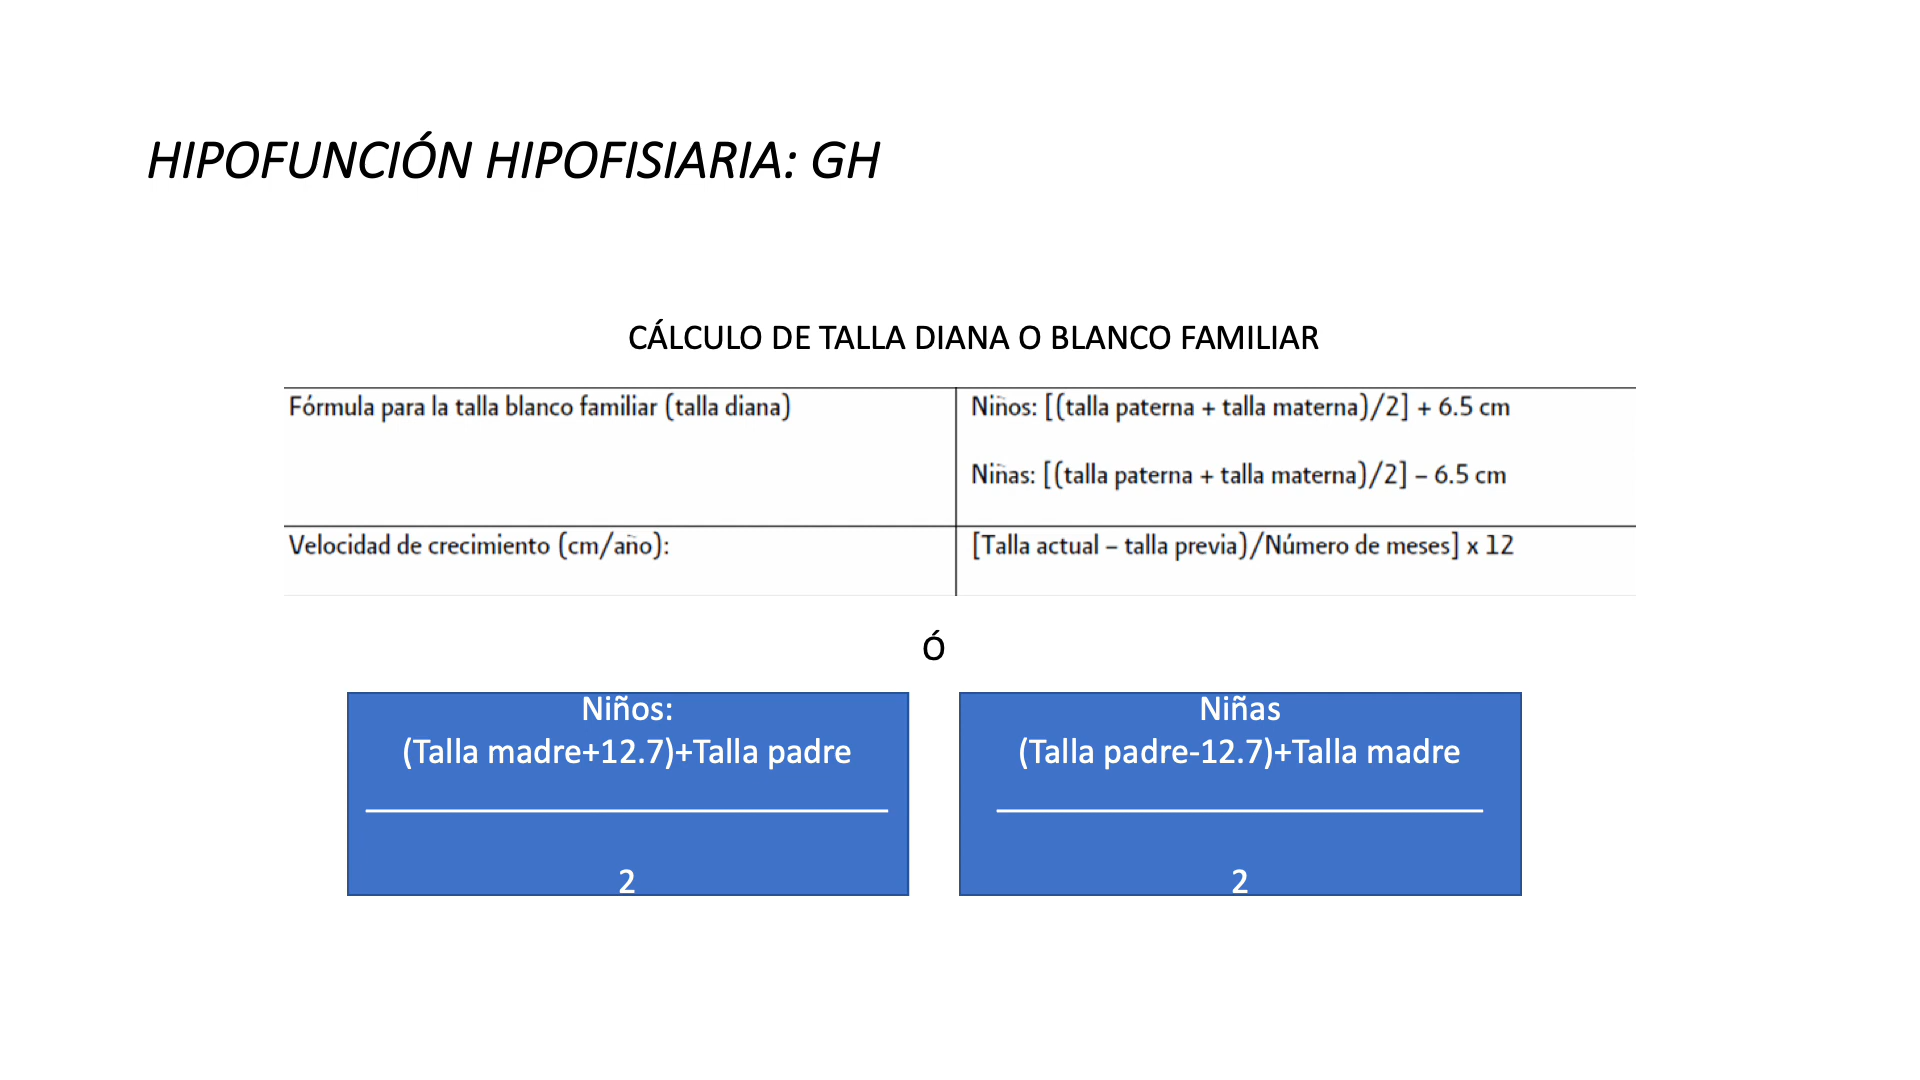 HIPOFUNCIÓN HIPOFISIARIA: GH
CÁLCULO DE TALLA DIANA O BLANCO FAMILIAR
Fórmula para la talla blanco familiar (talla diana)
Niños: [(talla paterna + talla materna)/2] + 6.5 cm
Niñas: [(talla paterna + talla materna)/2] – 6.5 cm
Velocidad de crecimiento (cm/año):
[Talla actual – talla previa)/Número de meses] x 12
Ó
Niños:
(Talla madre+12.7)+Talla padre
2
Niñas
(Talla padre-12.7)+Talla madre
2